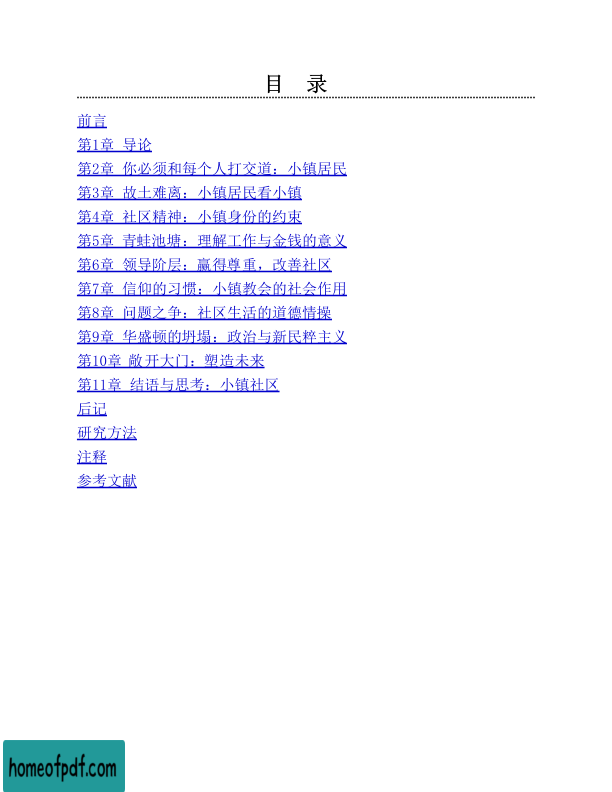 目 录
前言
第1章 导论
第2章 你必须和每个人打交道：小镇居民
第3章 故土难离：小镇居民看小镇
第4章 社区精神：小镇身份的约束
第5章 青蛙池塘：理解工作与金钱的意义
第6章 领导阶层：赢得尊重，改善社区
第7章 信仰的习惯：小镇教会的社会作用
第8章 问题之争：社区生活的道德情操
第9章 华盛顿的坍塌：政治与新民粹主义
第10章 敞开大门：塑造未来
第11章 结语与思考：小镇社区
后记
研究方法
注释
参考文献
homeofpdf.com